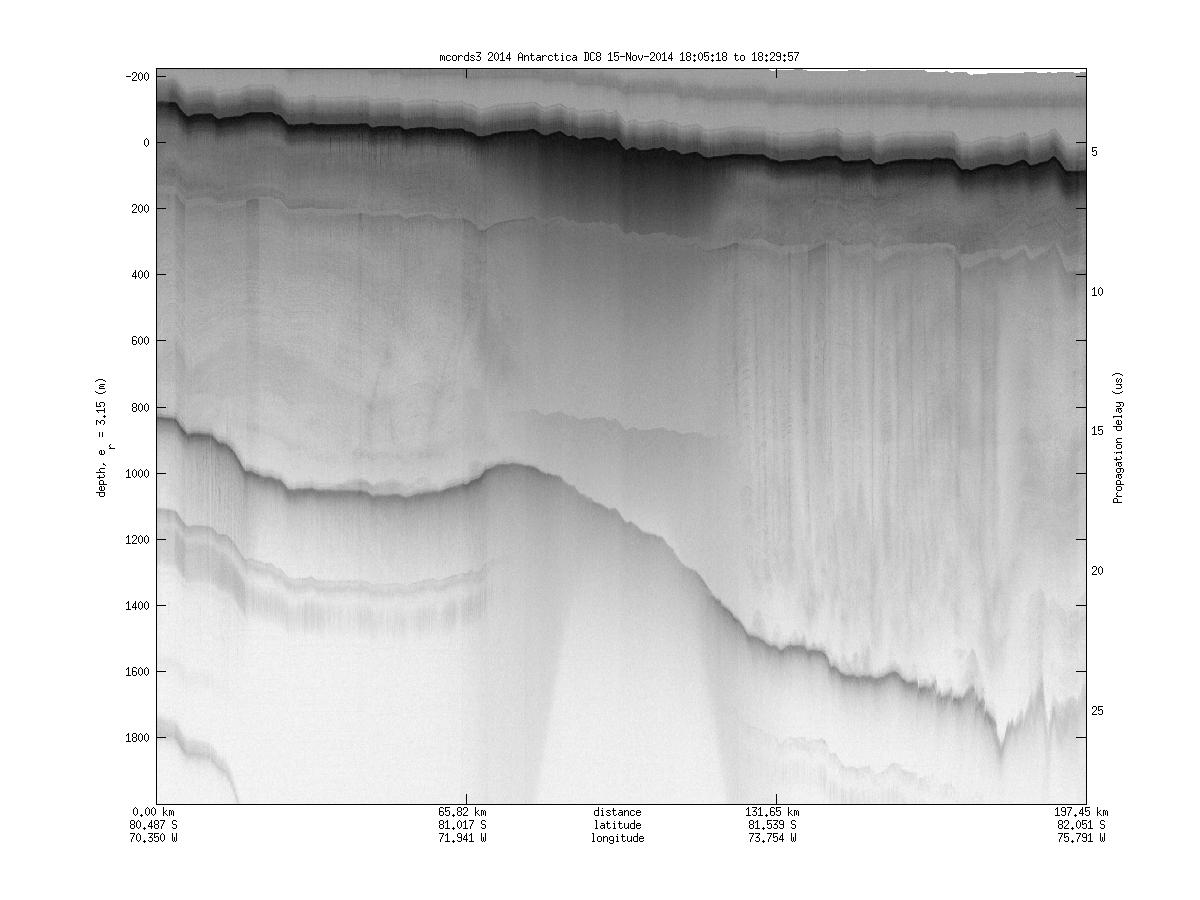 mcords3 2014 Antarctica DC8 15-Nov-2014 18:05:18 to 18:29:57
-200
0
200
400
600
800
1000
1200
1400
1600
1800
depth, e_r = 3.15 (m)
5
10
15
20
25
Propagation delay (us)
0.00 km 65.82 km distance 131.65 km 197.45 km
80.487 S 81.017 S latitude 81.539 S 82.051 S
70.350 W 71.941 W longitude 73.754 W 75.791 W